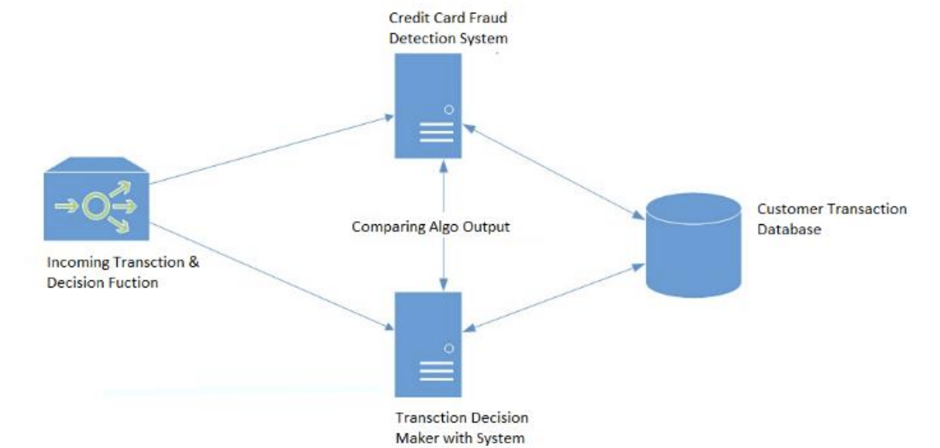 Credit Card Fraud
Detection System
Comparing Algo Output
Customer Transaction
Database
Incoming Transction &
Decision Fuction
Transction Decision
Maker with System